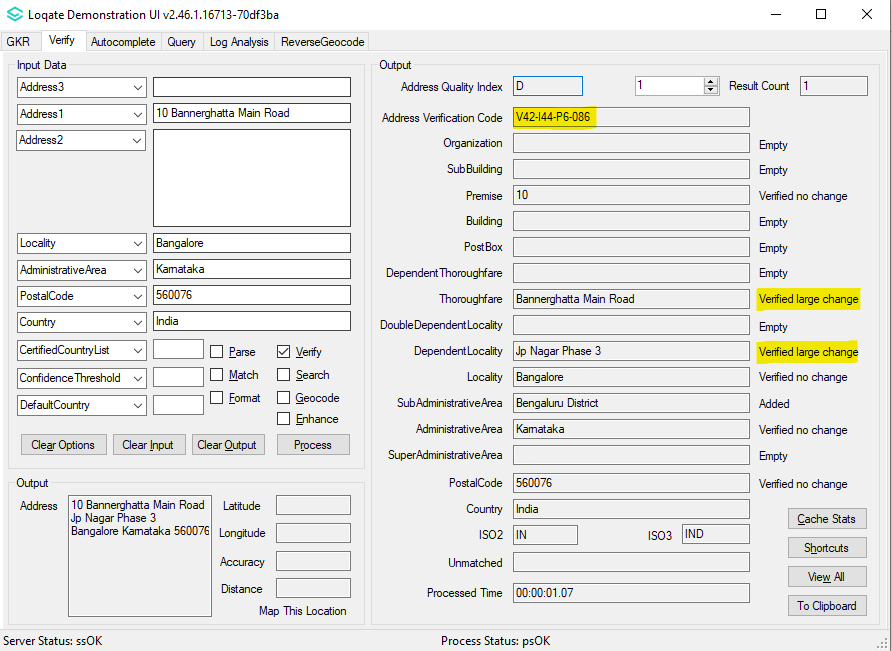 Loqate Demonstration UI v2.46.1.16713-70df3ba
GKR Verify Autocomplete Query Log Analysis ReverseGeocode
Input Data
Address3
Address1 10 Bannerghatta Main Road
Address2
Locality Bangalore
AdministrativeArea Karnataka
PostalCode 560076
Country India
CertifiedCountryList Parse Verify
ConfidenceThreshold Match Search
DefaultCountry Format Geocode
Enhance
Clear Options Clear Input Clear Output Process
Output
Address 10 Bannerghatta Main Road
Jp Nagar Phase 3
Bangalore Karnataka 560076
Latitude
Longitude
Accuracy
Distance
Map This Location
Output
Address Quality Index D 1 Result Count 1
Address Verification Code V42-I44-P6-086
Organization Empty
SubBuilding Empty
Premise 10 Verified no change
Building Empty
PostBox Empty
DependentThoroughfare Empty
Thoroughfare Bannerghatta Main Road Verified large change
DoubleDependentLocality Empty
DependentLocality Jp Nagar Phase 3 Verified large change
Locality Bangalore Verified no change
SubAdministrativeArea Bengaluru District Added
AdministrativeArea Karnataka Verified no change
SuperAdministrativeArea Empty
PostalCode 560076 Verified no change
Country India
ISO2 IN ISO3 IND
Unmatched
Processed Time 00:00:01.07
Cache Stats
Shortcuts
View All
To Clipboard
Server Status: ssOK Process Status: psOK